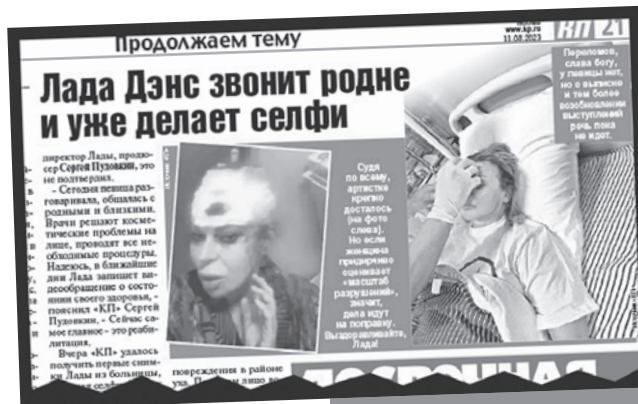 Продолжаем тему
www.kp.ru
11.08.2023
КП 21
Лада Дэнс звонит родне
и уже делает селфи
директор Лады, продюсер
сер Сергей Пудовкин, это
не подтвердил.
- Сегодня певица раз-
говаривала, общалась с
родными и близкими.
Врачи решают косме-
тические проблемы на
лице, проводят все не-
обходимые процедуры.
Надеюсь, в ближайшие
дни Лада запишет ви-
деообращение о состо-
янии своего здоровья, -
пояснил «КП» Сергей
Пудовкин. - Сейчас са-
мое главное - это реаби-
литация.
Вчера «КП» удалось
получить первые сним-
ки Лады из больницы,
Судя
по всему,
артистке
крепко
досталось
(на фото
слева).
Но если
женщина
придирчиво
оценивает
«масштаб
разрушений»,
значит,
дела идут
на поправку.
Выздоравливайте,
Лада!
Переломов,
слава богу,
у певицы нет,
но о выписке
и тем более
возобновлении
выступлений
речь пока
не идет.
повреждения в районе